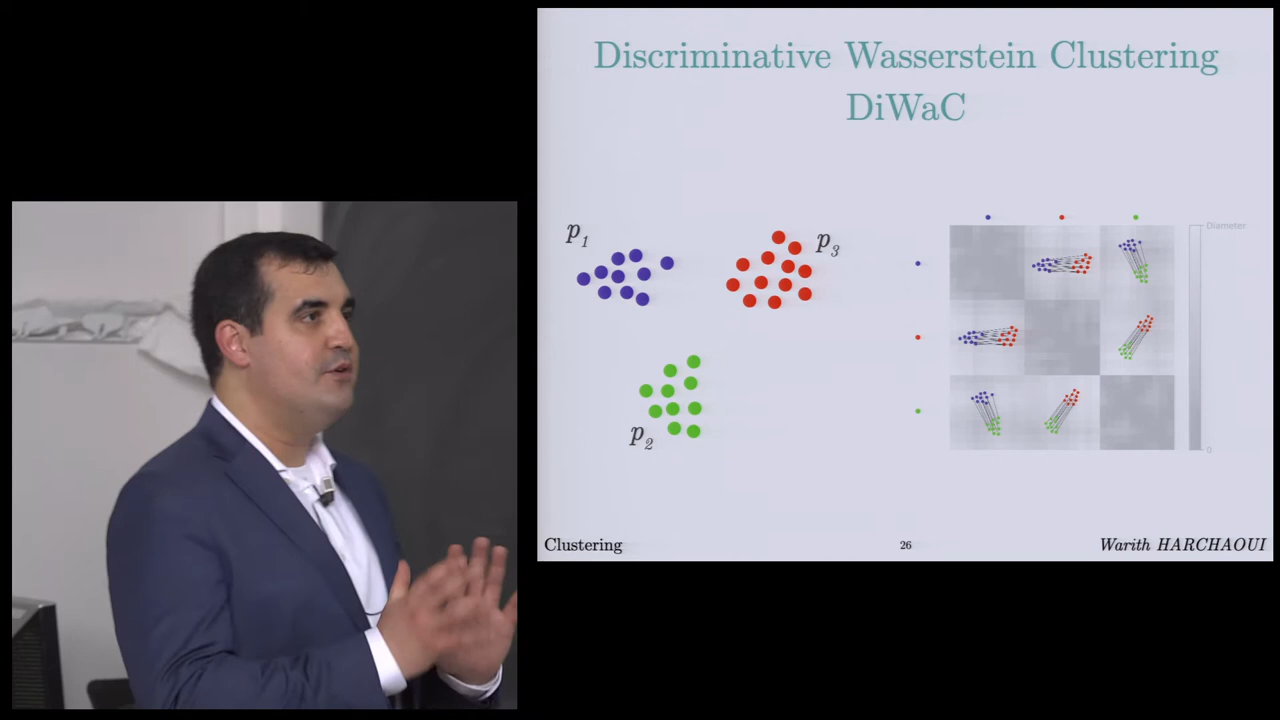 Discriminative Wasserstein Clustering
DiWaC
p1
p3
p2
Diameter
0
Clustering
26
Warith HARCHAOUI